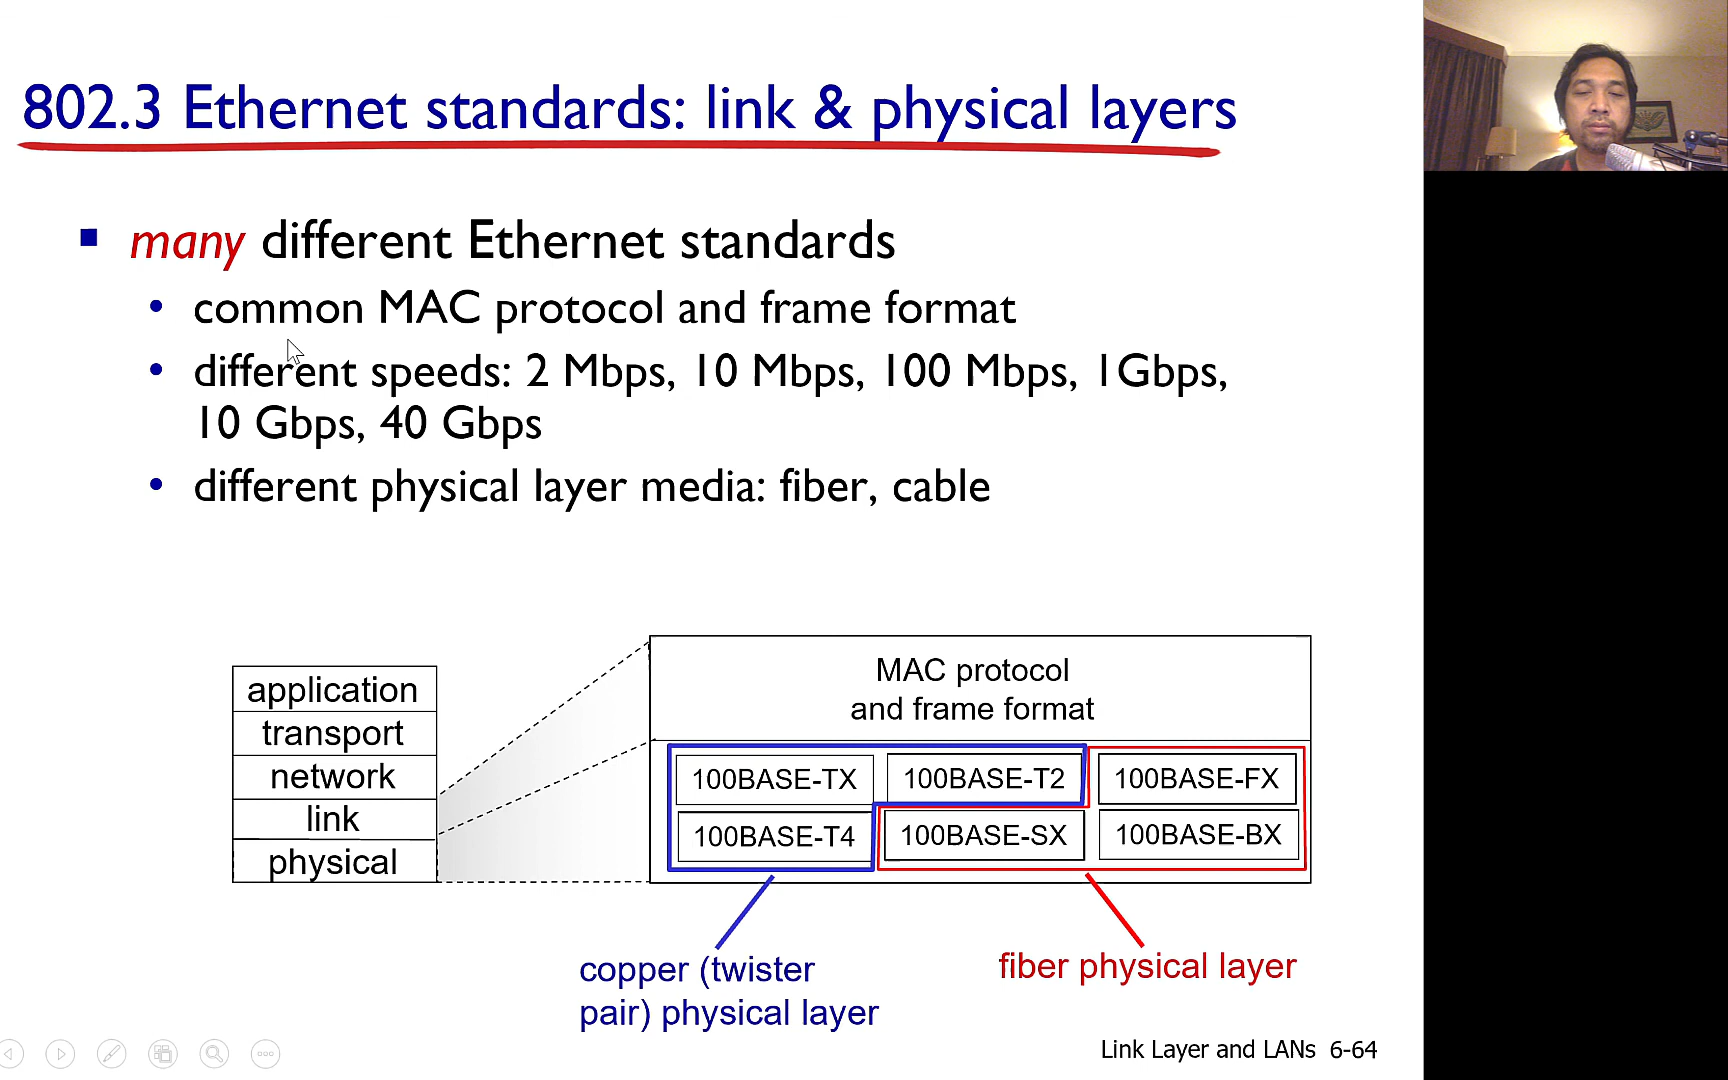 802.3 Ethernet standards: link & physical layers
many different Ethernet standards
common MAC protocol and frame format
different speeds: 2 Mbps, 10 Mbps, 100 Mbps, 1Gbps,
10 Gbps, 40 Gbps
different physical layer media: fiber, cable
application
transport
network
link
physical
MAC protocol
and frame format
100BASE-TX
100BASE-T2
100BASE-FX
100BASE-T4
100BASE-SX
100BASE-BX
copper (twister
pair) physical layer
fiber physical layer
Link Layer and LANs 6-64